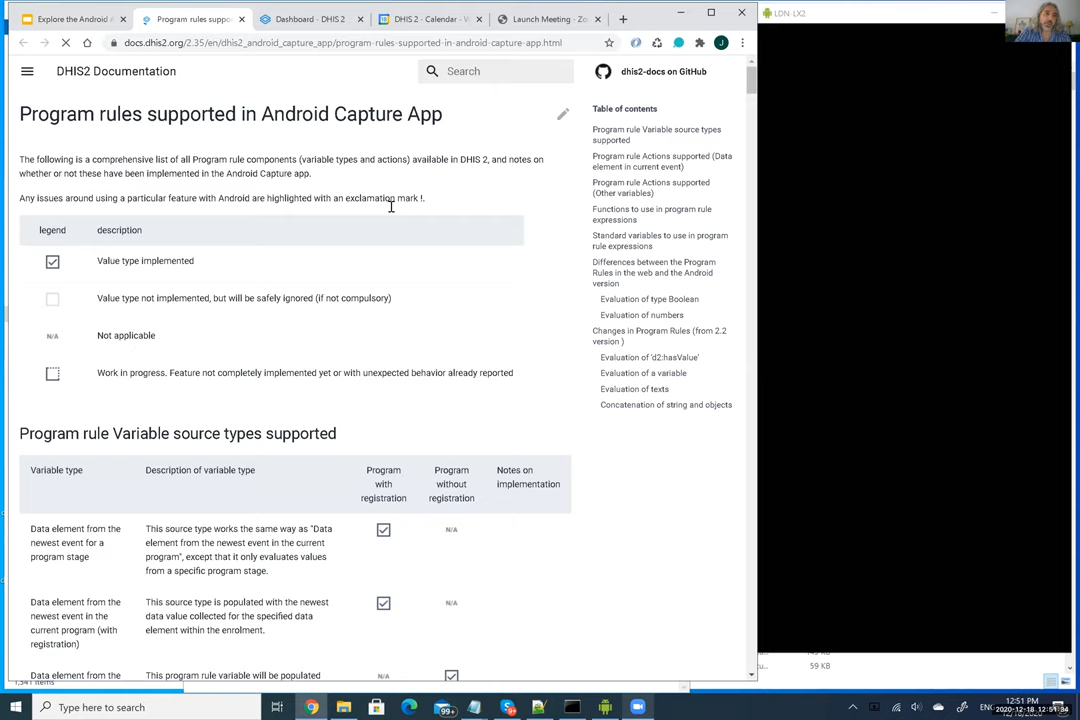 Explore the Android A
Program rules suppor
Dashboard - DHIS 2
DHIS 2 - Calendar - W
Launch Meeting - Zo
LDN-LX2
docs.dhis2.org/2.35/en/dhis2_android_capture_app/program-rules-supported-in-android-capture-app.html
J
DHIS2 Documentation
Search
dhis2-docs on GitHub
Program rules supported in Android Capture App
The following is a comprehensive list of all Program rule components (variable types and actions) available in DHIS 2, and notes on
whether or not these have been implemented in the Android Capture app.
Any issues around using a particular feature with Android are highlighted with an exclamation mark !.
legend description
Value type implemented
Value type not implemented, but will be safely ignored (if not compulsory)
N/A Not applicable
Work in progress. Feature not completely implemented yet or with unexpected behavior already reported
Table of contents
Program rule Variable source types
supported
Program rule Actions supported (Data
element in current event)
Program rule Actions supported
(Other variables)
Functions to use in program rule
expressions
Standard variables to use in program
rule expressions
Differences between the Program
Rules in the web and the Android
version
Evaluation of type Boolean
Evaluation of numbers
Changes in Program Rules (from 2.2
version )
Evaluation of 'd2:hasValue'
Evaluation of a variable
Evaluation of texts
Concatenation of string and objects
Program rule Variable source types supported
Variable type
Description of variable type
Program
with
registration
Program
without
registration
Notes on
implementation
Data element from the
newest event for a
program stage
This source type works the same way as "Data
element from the newest event in the current
program", except that it only evaluates values
from a specific program stage.
N/A
Data element from the
newest event in the
current program (with
registration)
This source type is populated with the newest
data value collected for the specified data
element within the enrolment.
N/A
Data element from the
This program rule variable will be populated
N/A
59 KB
Type here to search
99+
12:51 PM
2020-12-18 12:51:34